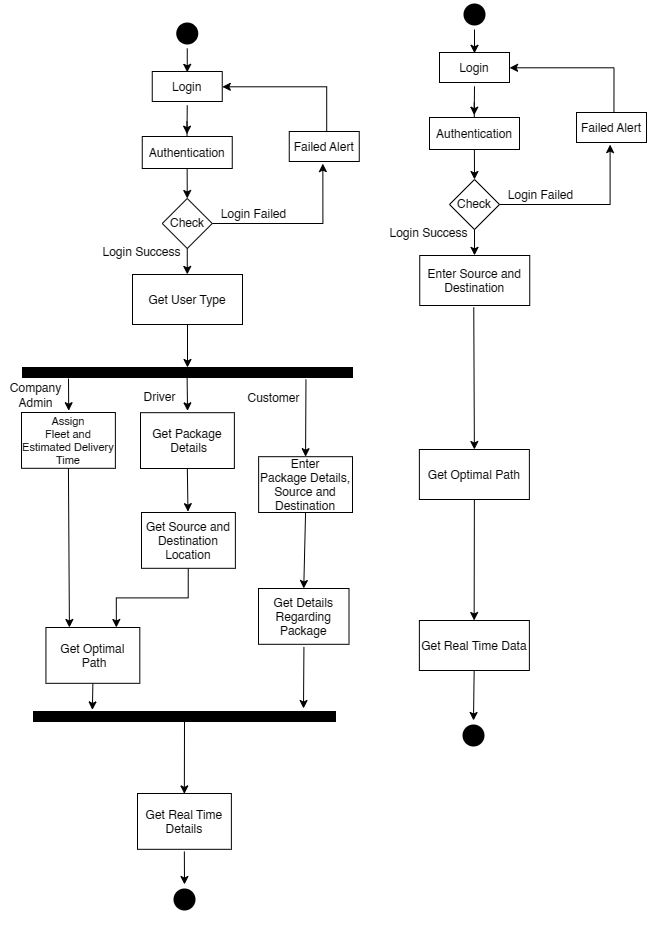 Login
Authentication
Failed Alert
Check
Login Failed
Login Success
Get User Type
Company
Admin
Driver
Customer
Assign
Fleet and
Estimated Delivery
Time
Get Package
Details
Enter
Package Details,
Source and
Destination
Get Source and
Destination
Location
Get Details
Regarding
Package
Get Optimal
Path
Get Real Time
Details
Login
Authentication
Failed Alert
Check
Login Failed
Login Success
Enter Source and
Destination
Get Optimal Path
Get Real Time Data